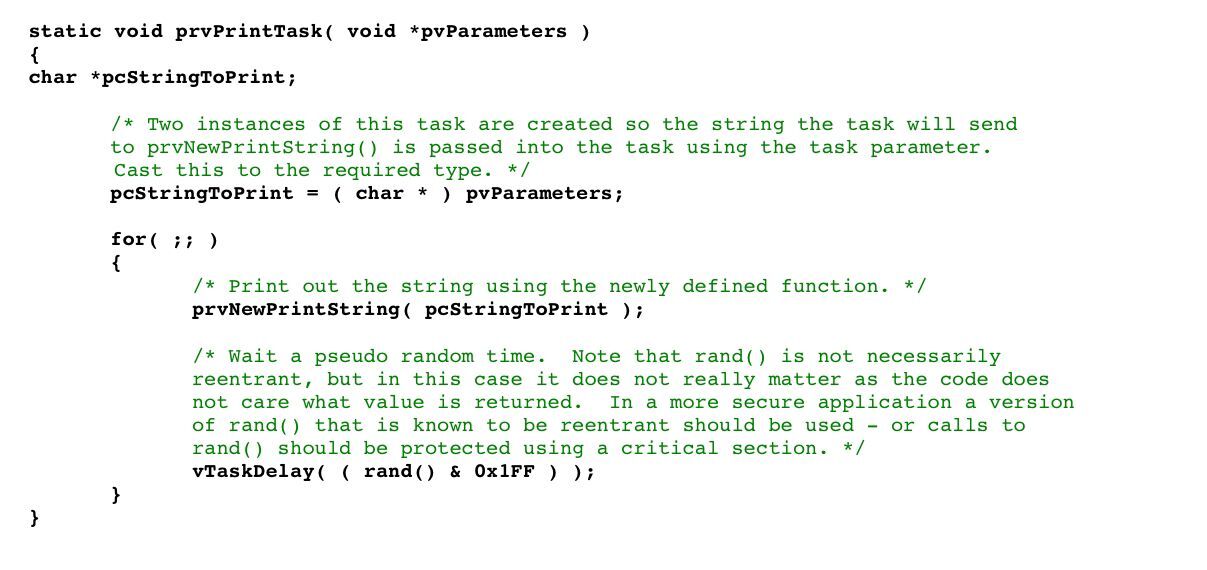 static void prvPrintTask( void *pvParameters )
{
char *pcStringToPrint;
/* Two instances of this task are created so the string the task will send
to prvNewPrintString() is passed into the task using the task parameter.
Cast this to the required type. */
pcStringToPrint = ( char * ) pvParameters;
for( ;; )
{
/* Print out the string using the newly defined function. */
prvNewPrintString( pcStringToPrint );
/* Wait a pseudo random time.  Note that rand() is not necessarily
reentrant, but in this case it does not really matter as the code does
not care what value is returned.  In a more secure application a version
of rand() that is known to be reentrant should be used - or calls to
rand() should be protected using a critical section. */
vTaskDelay( ( rand() & 0x1FF ) );
}
}